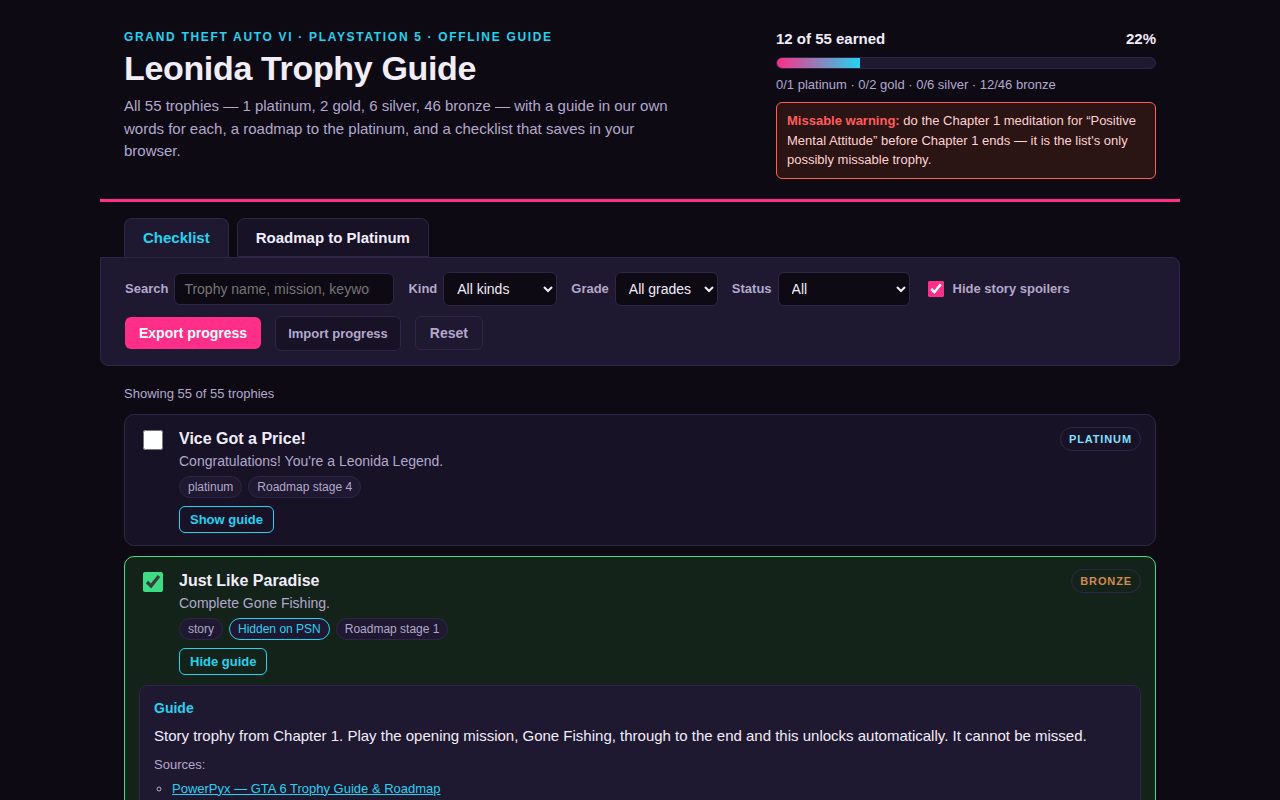 GRAND THEFT AUTO VI · PLAYSTATION 5 · OFFLINE GUIDE
Leonida Trophy Guide
All 55 trophies — 1 platinum, 2 gold, 6 silver, 46 bronze — with a guide in our own
words for each, a roadmap to the platinum, and a checklist that saves in your
browser.
12 of 55 earned 22%
0/1 platinum · 0/2 gold · 0/6 silver · 12/46 bronze
Missable warning: do the Chapter 1 meditation for “Positive
Mental Attitude” before Chapter 1 ends — it is the list’s only
possibly missable trophy.
Checklist Roadmap to Platinum
Search Trophy name, mission, keywo Kind All kinds Grade All grades Status All Hide story spoilers
Export progress Import progress Reset
Showing 55 of 55 trophies
Vice Got a Price! PLATINUM
Congratulations! You're a Leonida Legend.
platinum Roadmap stage 4
Show guide
Just Like Paradise BRONZE
Complete Gone Fishing.
story Hidden on PSN Roadmap stage 1
Hide guide
Guide
Story trophy from Chapter 1. Play the opening mission, Gone Fishing, through to the end and this unlocks automatically. It cannot be missed.
Sources:
PowerPyx — GTA 6 Trophy Guide & Roadmap